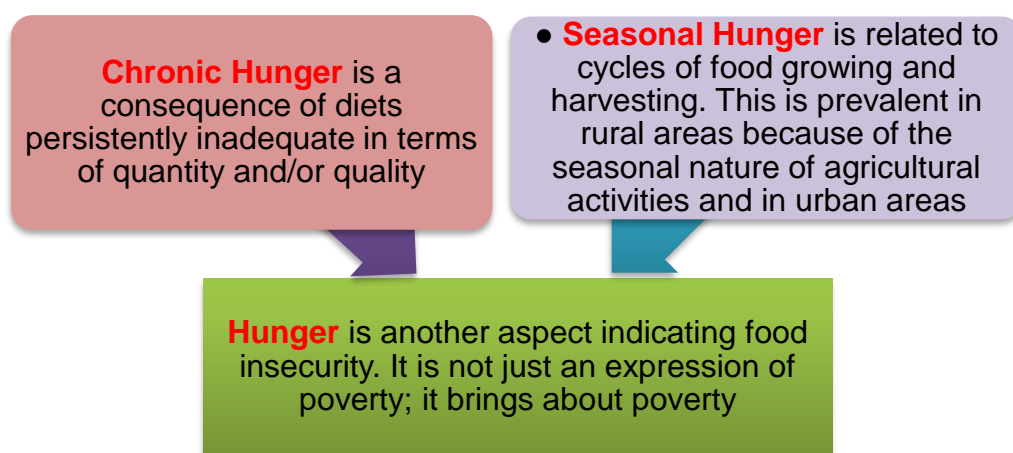 Chronic Hunger is a
consequence of diets
persistently inadequate in terms
of quantity and/or quality
● Seasonal Hunger is related to
cycles of food growing and
harvesting. This is prevalent in
rural areas because of the
seasonal nature of agricultural
activities and in urban areas
Hunger is another aspect indicating food
insecurity. It is not just an expression of
poverty; it brings about poverty